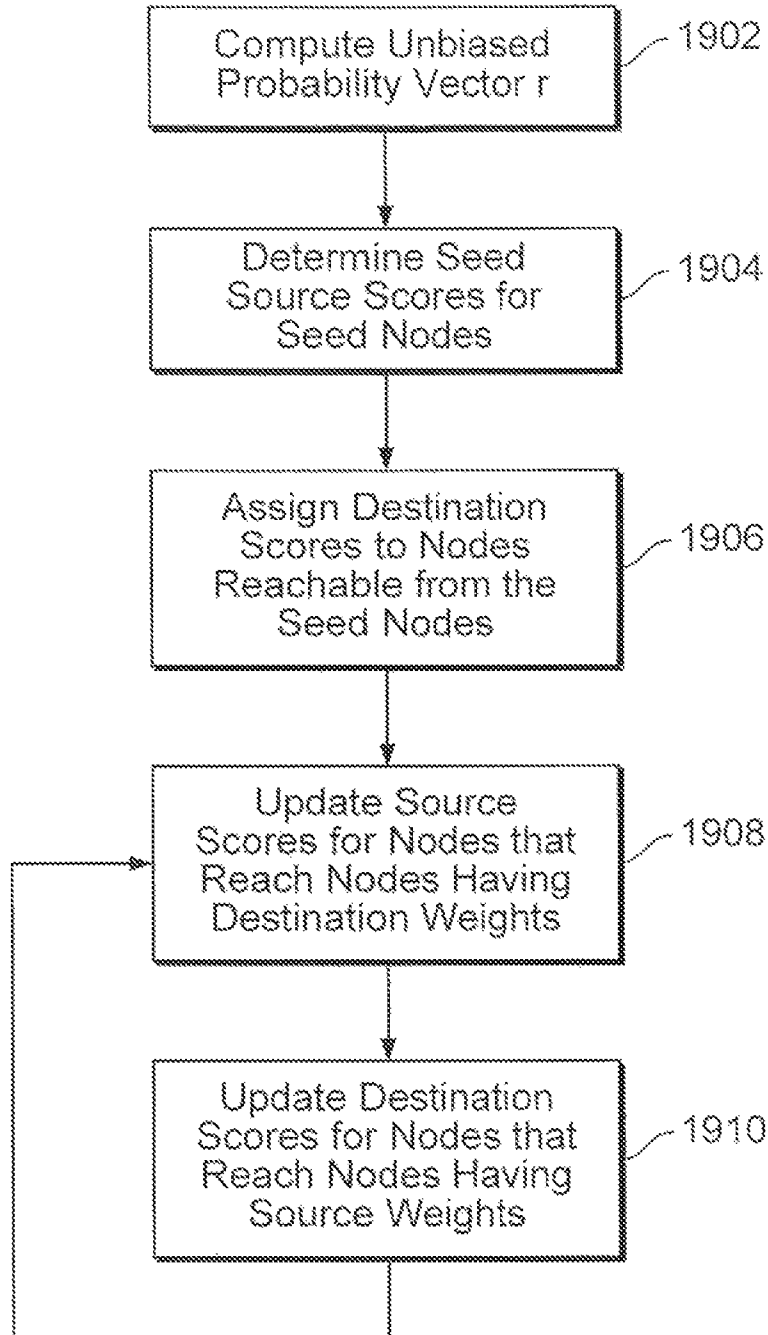 Compute Unbiased
Probability Vector r
1902
Determine Seed
Source Scores for
Seed Nodes
1904
Assign Destination
Scores to Nodes
Reachable from the
Seed Nodes
1906
Update Source
Scores for Nodes that
Reach Nodes Having
Destination Weights
1908
Update Destination
Scores for Nodes that
Reach Nodes Having
Source Weights
1910